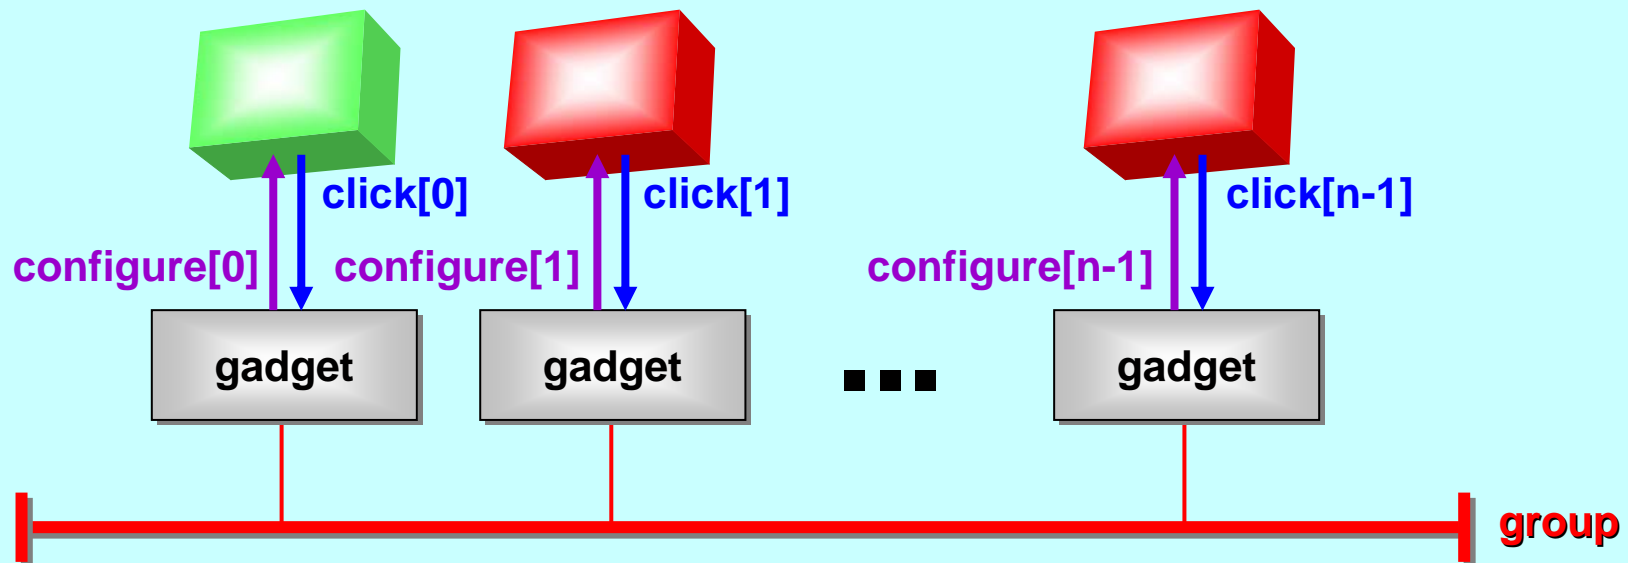 click[0]
click[1]
click[n-1]
configure[0]
configure[1]
configure[n-1]
gadget
gadget
gadget
group